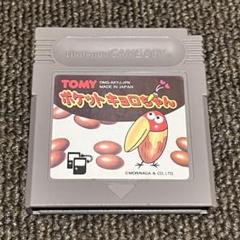 Nintendo GAME BOY
TOMY
DMG-AKYJ-JPN
MADE IN JAPAN
ポケットキョロちゃん
©MORINAGA & CO., LTD.